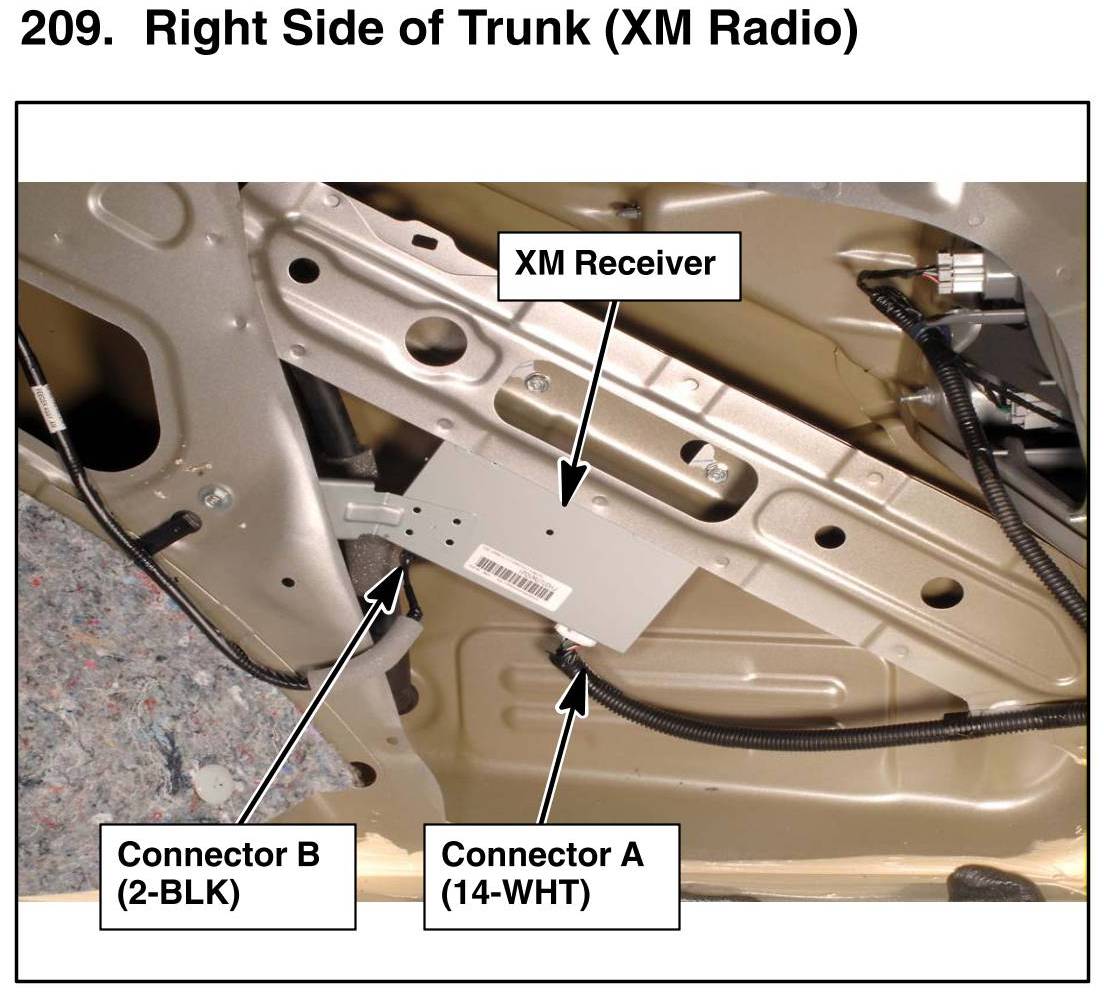 209. Right Side of Trunk (XM Radio)
XM Receiver
Connector B
(2-BLK)
Connector A
(14-WHT)